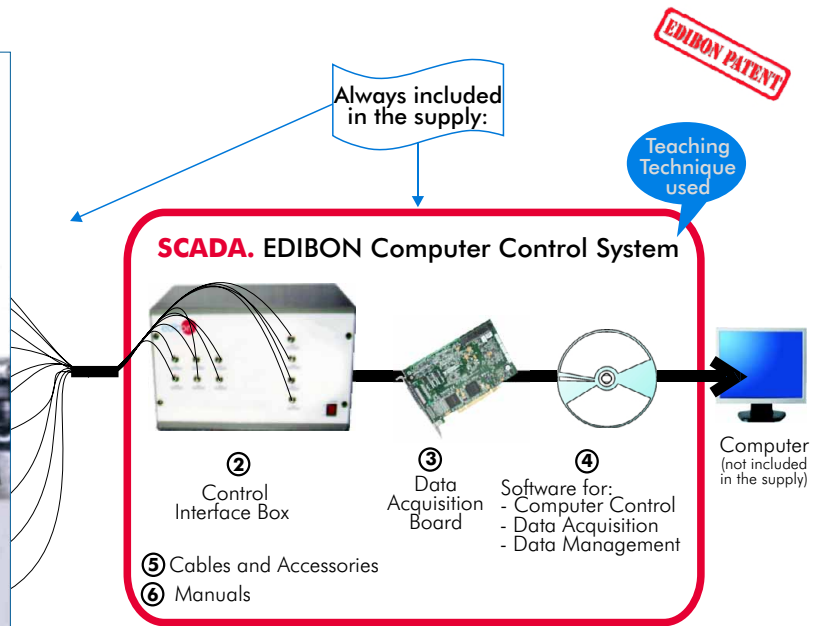 EDIBON PATENT
Always included
in the supply:
Teaching
Technique
used
SCADA. EDIBON Computer Control System
2
Control
Interface Box
3
Data
Acquisition
Board
4
Software for:
- Computer Control
- Data Acquisition
- Data Management
Computer
(not included
in the supply)
5 Cables and Accessories
6 Manuals